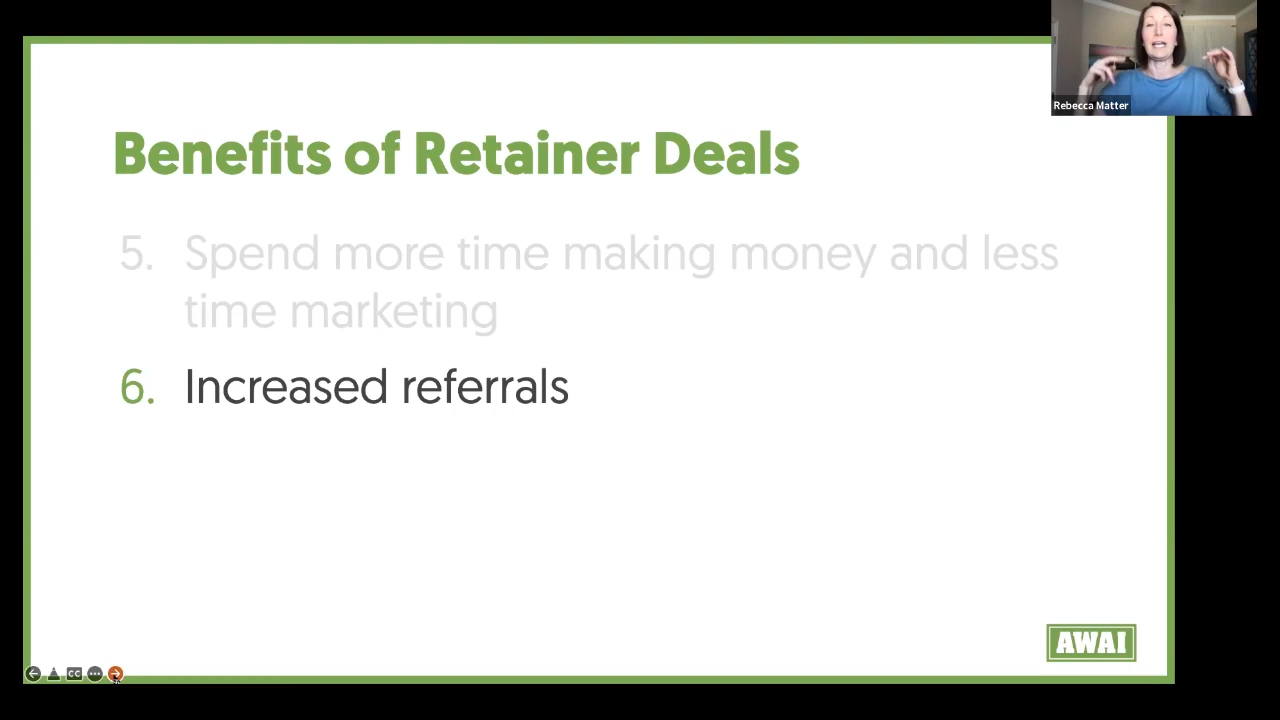 Rebecca Matter
Benefits of Retainer Deals
5. Spend more time making money and less
time marketing
6. Increased referrals
AWAI
CC